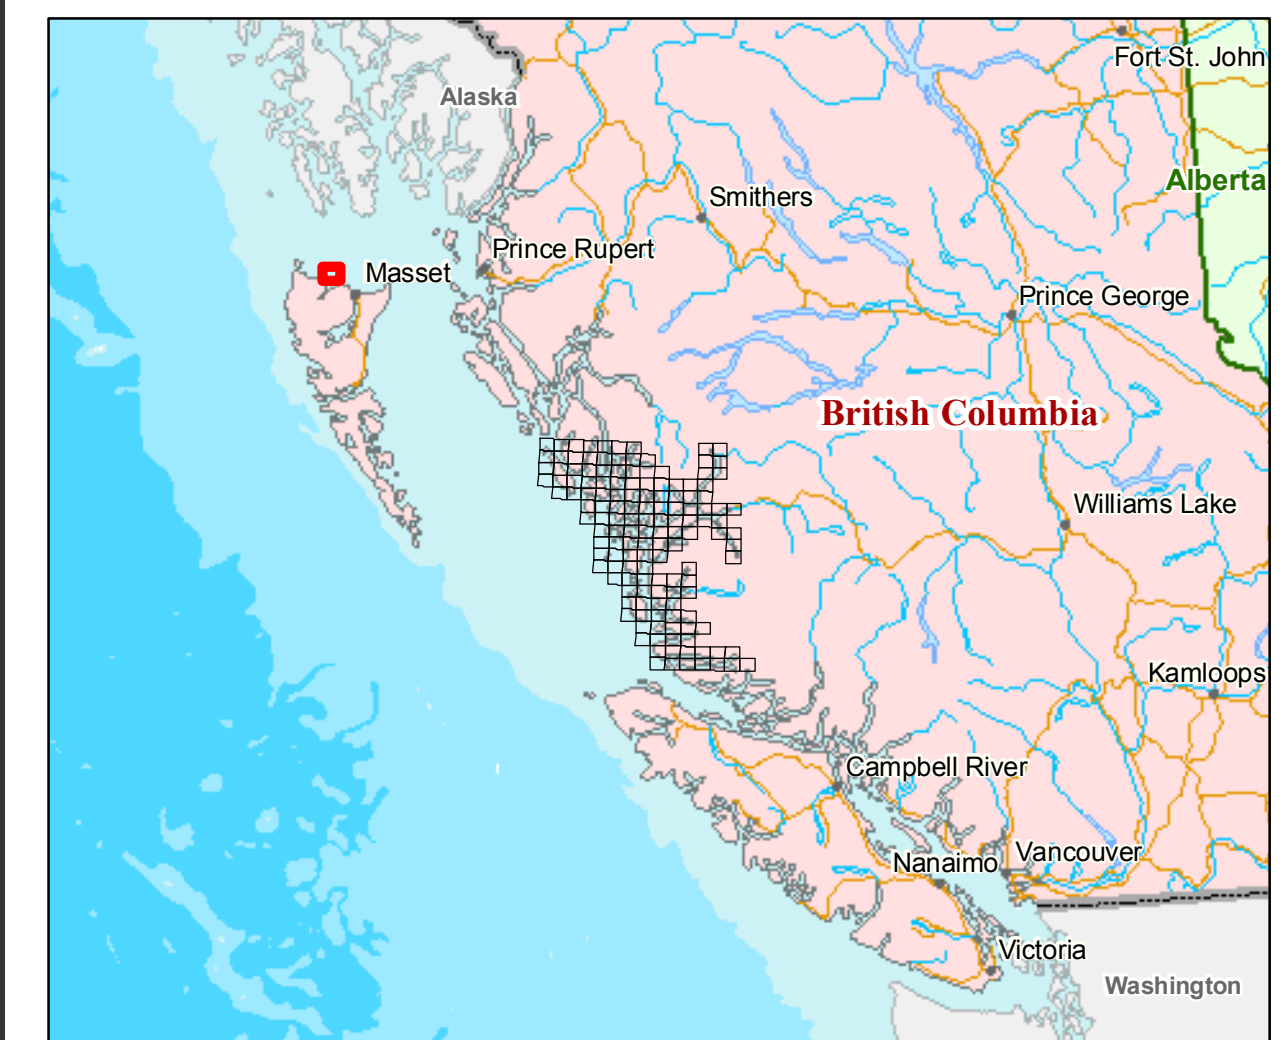 Fort St. John
Alaska
Alberta
Smithers
Prince Rupert
Masset
Prince George
British Columbia
Williams Lake
Kamloops
Campbell River
Vancouver
Nanaimo
Victoria
Washington